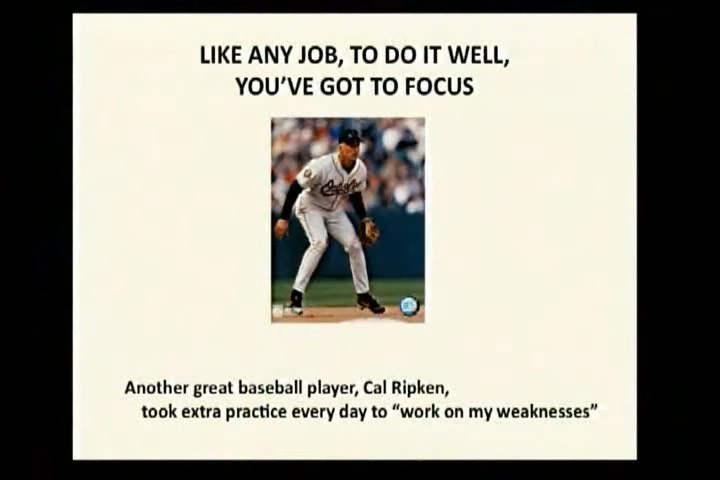 LIKE ANY JOB, TO DO IT WELL,
YOU'VE GOT TO FOCUS
Orioles
Another great baseball player, Cal Ripken,
took extra practice every day to “work on my weaknesses”